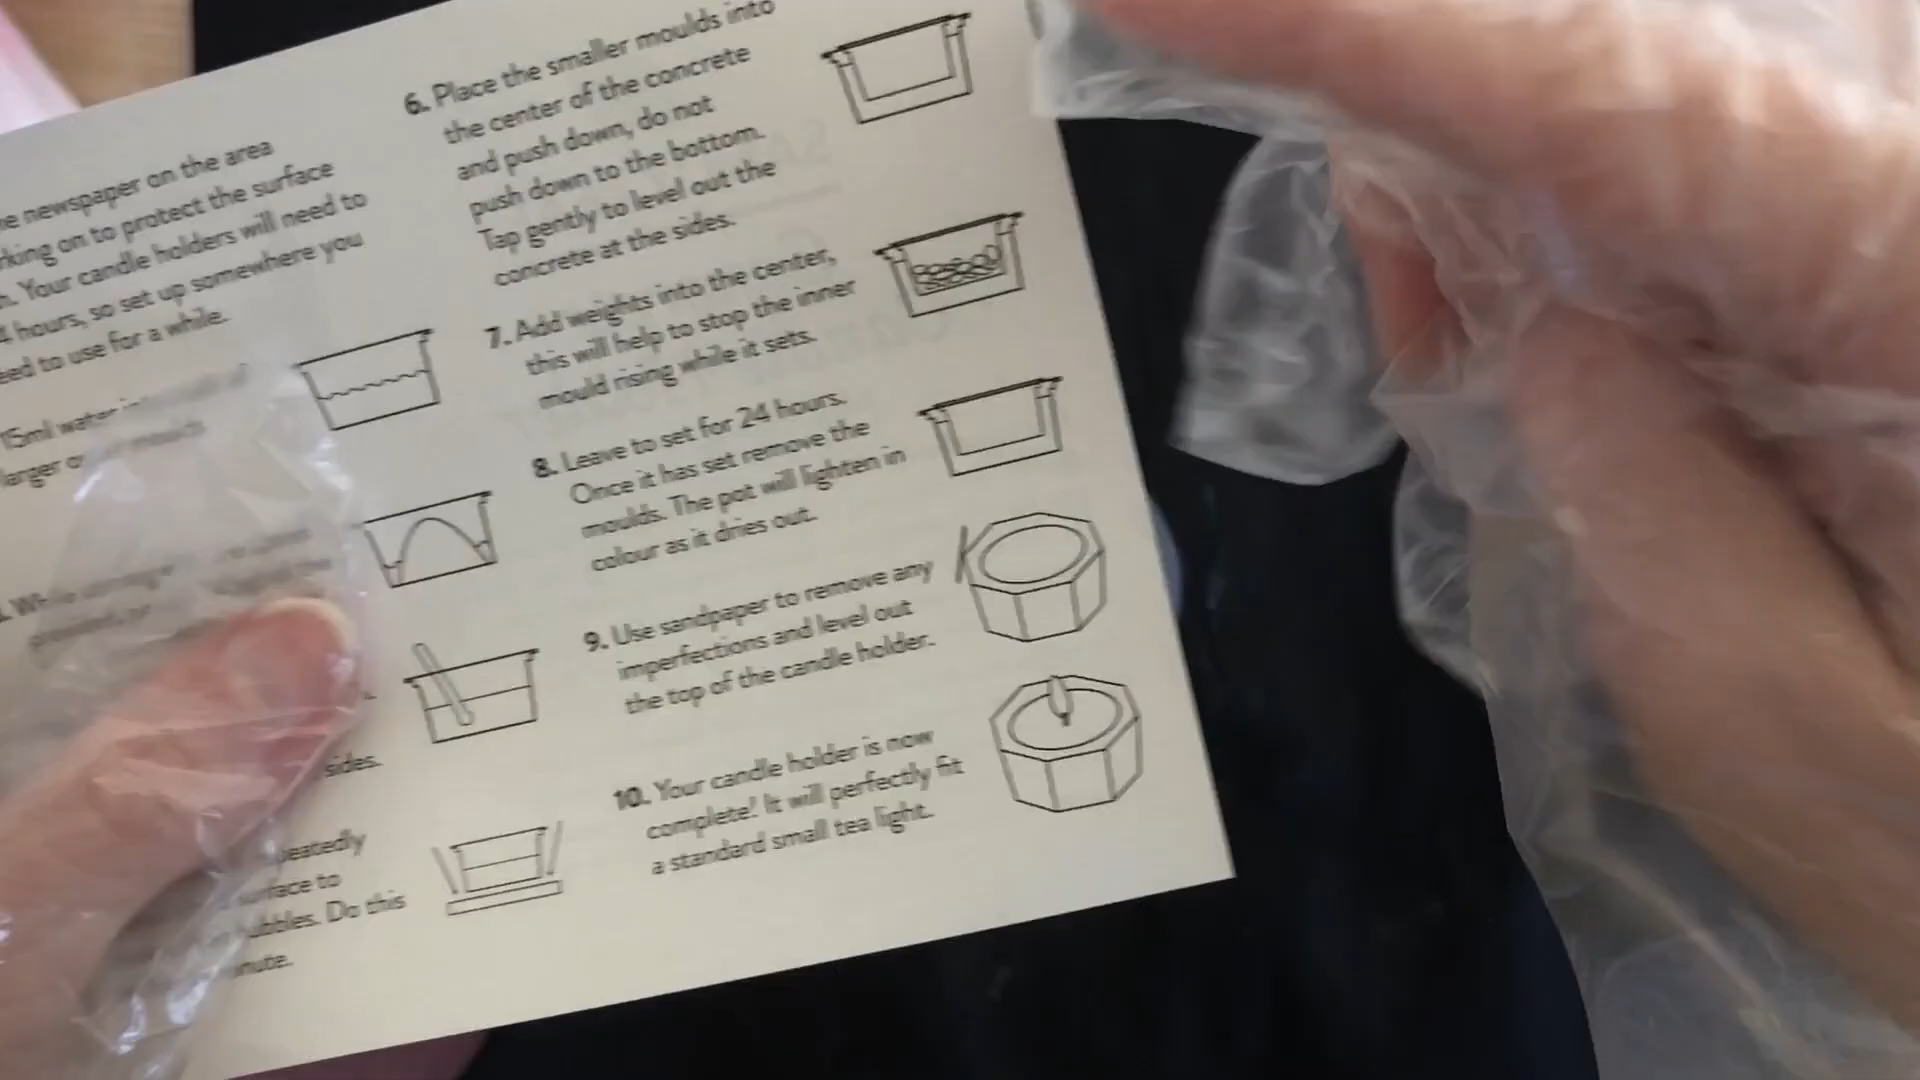 newspaper on the area
king on to protect the surface
Your candle holders will need to
4 hours, so set up somewhere you
eed to use for a while.
15ml water
larger
sides.
peatedly
surface to
bubbles. Do this
nute.
6. Place the smaller moulds into
the center of the concrete
and push down, do not
push down to the bottom.
Tap gently to level out the
concrete at the sides.
7. Add weights into the center,
this will help to stop the inner
mould rising while it sets.
8. Leave to set for 24 hours.
Once it has set remove the
moulds. The pot will lighten in
colour as it dries out.
9. Use sandpaper to remove any
imperfections and level out
the top of the candle holder.
10. Your candle holder is now
complete! It will perfectly fit
a standard small tea light.